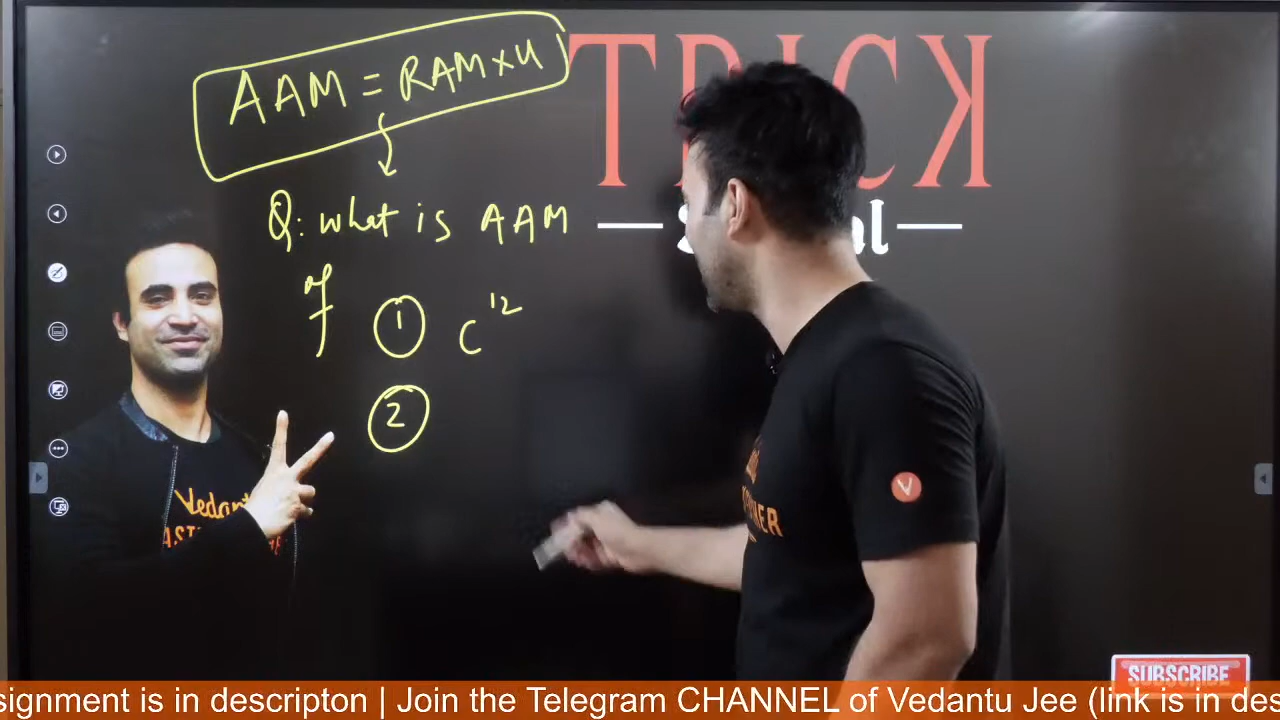 AAM = RAM x u
TRICK
Q: what is AAM
of
① C¹²
②
Vedant
V
SUBSCRIBE
signment is in descripton | Join the Telegram CHANNEL of Vedantu Jee (link is in des